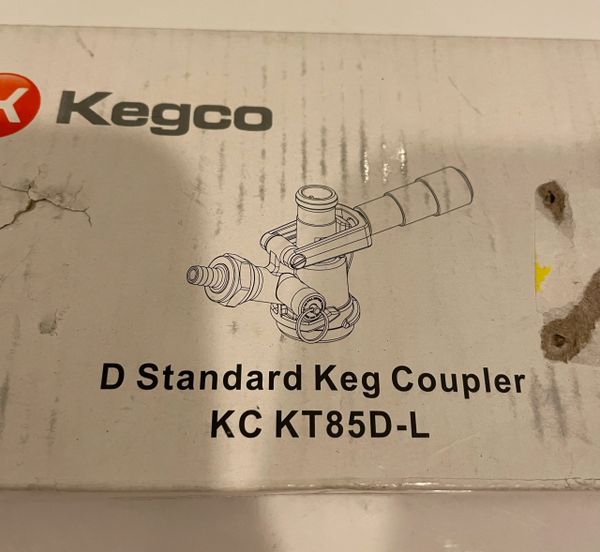 Kegco
D Standard Keg Coupler
KC KT85D-L